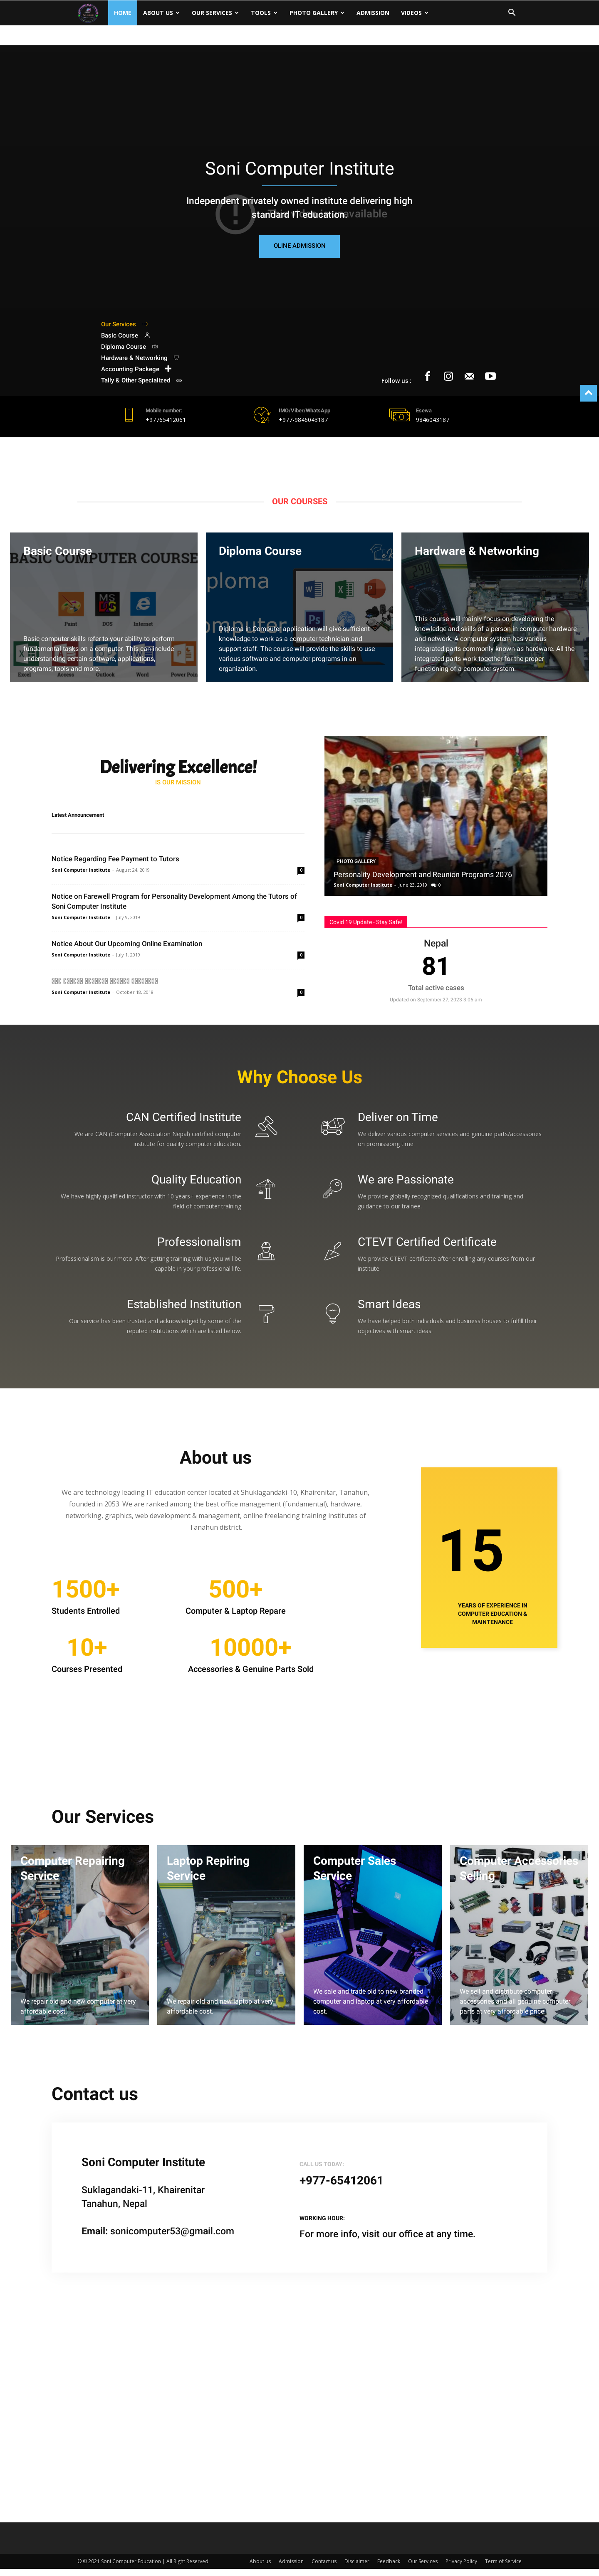 HOME
ABOUT US
OUR SERVICES
TOOLS
PHOTO GALLERY
ADMISSION
VIDEOS
Soni Computer Institute
Independent privately owned institute delivering high
standard IT education.
OLINE ADMISSION
Our Services
Basic Course
Diploma Course
Hardware & Networking
Accounting Packege
Tally & Other Specialized
Follow us :
Mobile number:
+97765412061
IMO/Viber/WhatsApp
+977-9846043187
Esewa
9846043187
OUR COURSES
Basic Course
Basic computer skills refer to your ability to perform
fundamental tasks on a computer. This can include
understanding certain software, applications,
programs, tools and more.
Diploma Course
Diploma in Computer application will give sufficient
knowledge to work as a computer technician and
support staff. The course will provide the skills to use
various software and computer programs in an
organization.
Hardware & Networking
This course will mainly focus on developing the
knowledge and skills of a person in computer hardware
and network. A computer system has various
integrated parts commonly known as hardware. All the
integrated parts work together for the proper
functioning of a computer system.
Delivering Excellence!
IS OUR MISSION
Latest Announcement
Notice Regarding Fee Payment to Tutors
Soni Computer Institute - August 24, 2019
0
Notice on Farewell Program for Personality Development Among the Tutors of
Soni Computer Institute
Soni Computer Institute - July 9, 2019
0
Notice About Our Upcoming Online Examination
Soni Computer Institute - July 1, 2019
0
Soni Computer Institute - October 18, 2018
0
PHOTO GALLERY
Personality Development and Reunion Programs 2076
Soni Computer Institute - June 23, 2019 0
Covid 19 Update - Stay Safe!
Nepal
81
Total active cases
Updated on September 27, 2023 3:06 am
Why Choose Us
CAN Certified Institute
We are CAN (Computer Association Nepal) certified computer
institute for quality computer education.
Deliver on Time
We deliver various computer services and genuine parts/accessories
on promissiong time.
Quality Education
We have highly qualified instructor with 10 years+ experience in the
field of computer training
We are Passionate
We provide globally recognized qualifications and training and
guidance to our trainee.
Professionalism
Professionalism is our moto. After getting training with us you will be
capable in your professional life.
CTEVT Certified Certificate
We provide CTEVT certificate after enrolling any courses from our
institute.
Established Institution
Our service has been trusted and acknowledged by some of the
reputed institutions which are listed below.
Smart Ideas
We have helped both individuals and business houses to fulfill their
objectives with smart ideas.
About us
We are technology leading IT education center located at Shuklagandaki-10, Khairenitar, Tanahun,
founded in 2053. We are ranked among the best office management (fundamental), hardware,
networking, graphics, web development & management, online freelancing training institutes of
Tanahun district.
1500+
Students Entrolled
500+
Computer & Laptop Repare
10+
Courses Presented
10000+
Accessories & Genuine Parts Sold
15
YEARS OF EXPERIENCE IN
COMPUTER EDUCATION &
MAINTENANCE
Our Services
Computer Repairing
Service
We repair old and new computer at very
affordable cost.
Laptop Repiring
Service
We repair old and new laptop at very
affordable cost.
Computer Sales
Service
We sale and trade old to new branded
computer and laptop at very affordable
cost.
Computer Accessories
Selling
We sell and distribute computer
accessories and all genuine computer
parts at very affordable price.
Contact us
Soni Computer Institute
Suklagandaki-11, Khairenitar
Tanahun, Nepal
Email: sonicomputer53@gmail.com
CALL US TODAY:
+977-65412061
WORKING HOUR:
For more info, visit our office at any time.
© © 2021 Soni Computer Education | All Right Reserved
About us
Admission
Contact us
Disclaimer
Feedback
Our Services
Privacy Policy
Term of Service